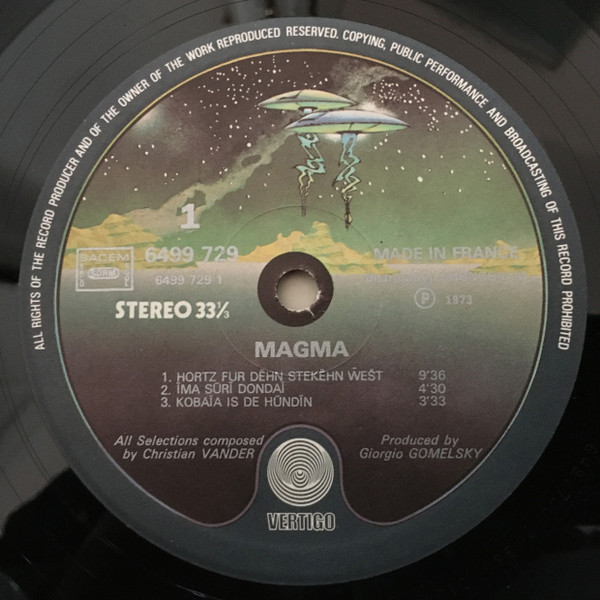 ALL RIGHTS OF THE RECORD PRODUCER AND OF THE OWNER OF THE WORK REPRODUCED RESERVED. COPYING, PUBLIC PERFORMANCE AND BROADCASTING OF THIS RECORD PROHIBITED
1
SACEM
6499 729
MADE IN FRANCE
6499 729 1
STEREO 33⅓
℗ 1973
MAGMA
1. HORTZ FUR DËHN STEKËHN ẄEŠT 9'36
2. ÏMA SÜRÏ DONDAÏ 4'30
3. KOBAÏA IS DE HÜNDÏN 3'33
All Selections composed
by Christian VANDER
Produced by
Giorgio GOMELSKY
VERTIGO